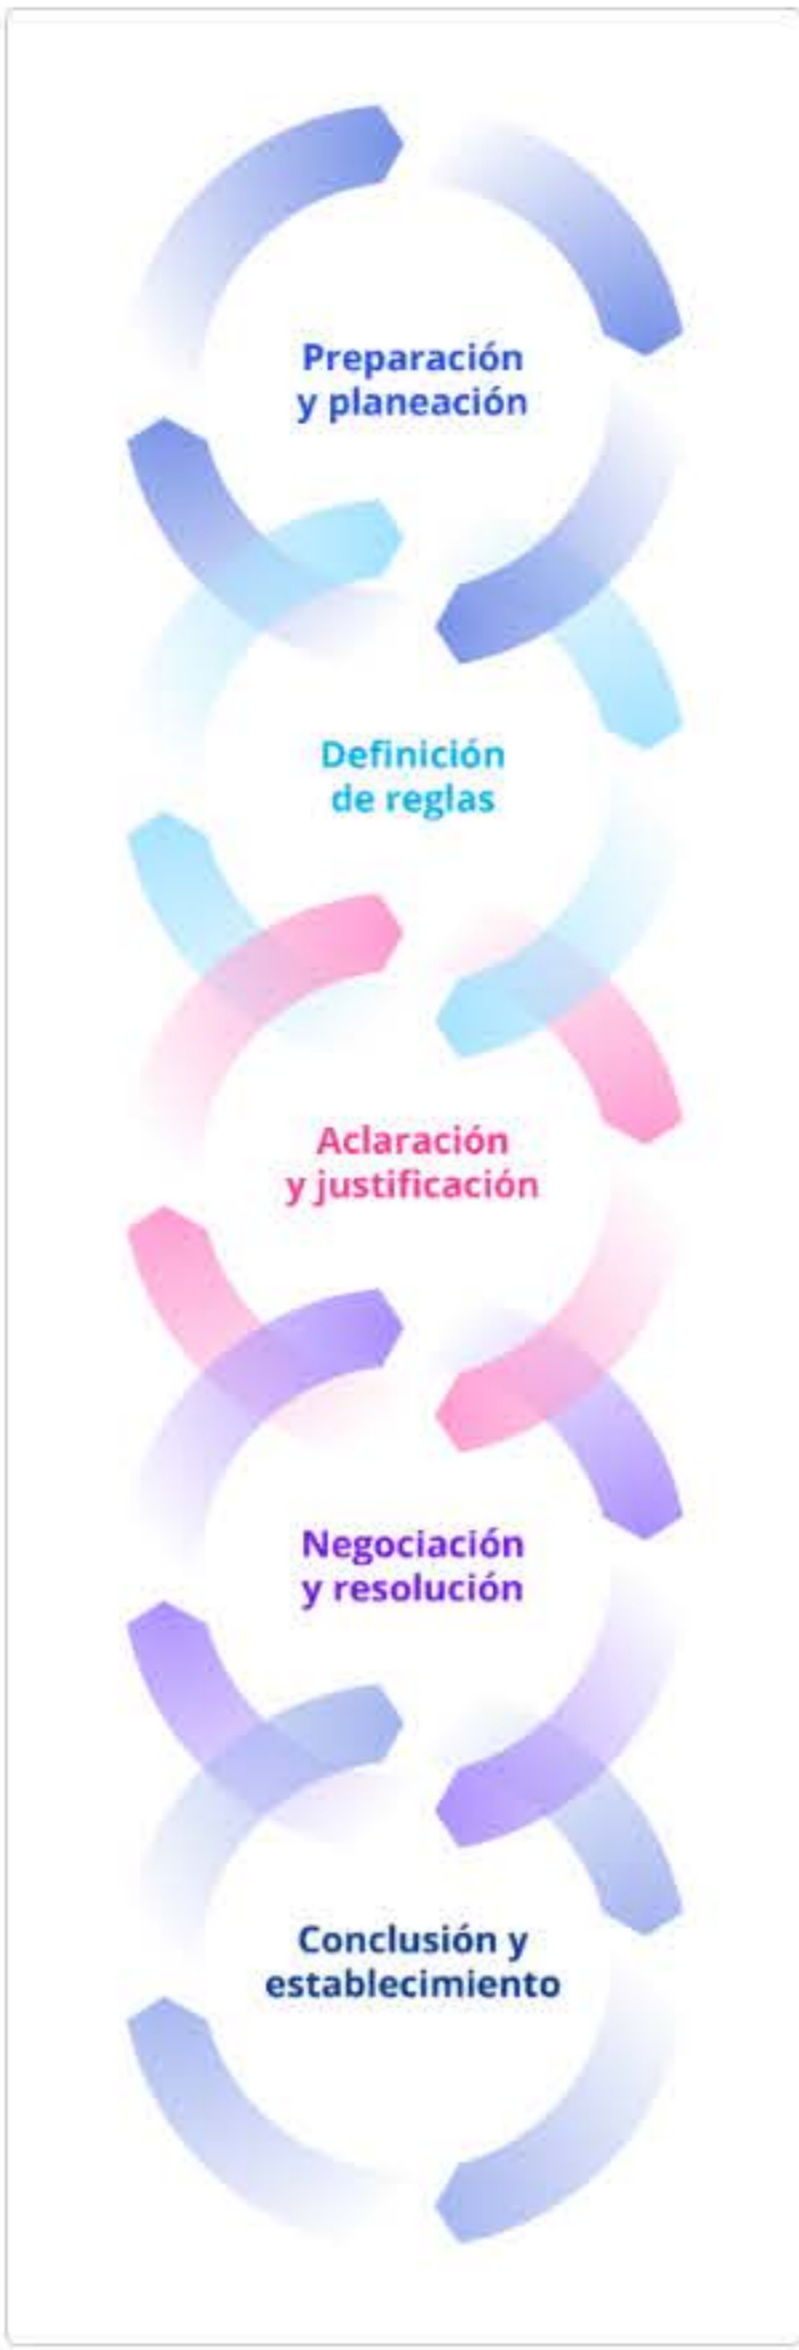 Preparación
y planeación
Definición
de reglas
Aclaración
y justificación
Negociación
y resolución
Conclusión y
establecimiento